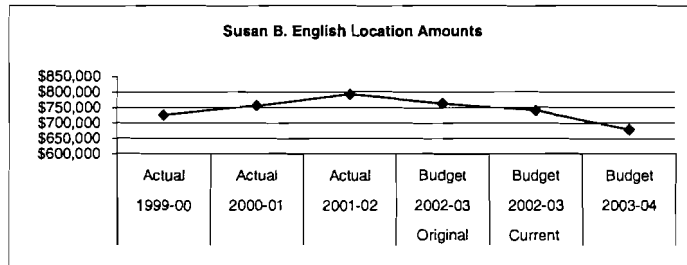 Susan B. English Location Amounts
$850,000
$800,000
$750,000
$700,000
$650,000
$600,000
Actual Actual Actual Budget Budget Budget
1999-00 2000-01 2001-02 2002-03 2002-03 2003-04
Original Current